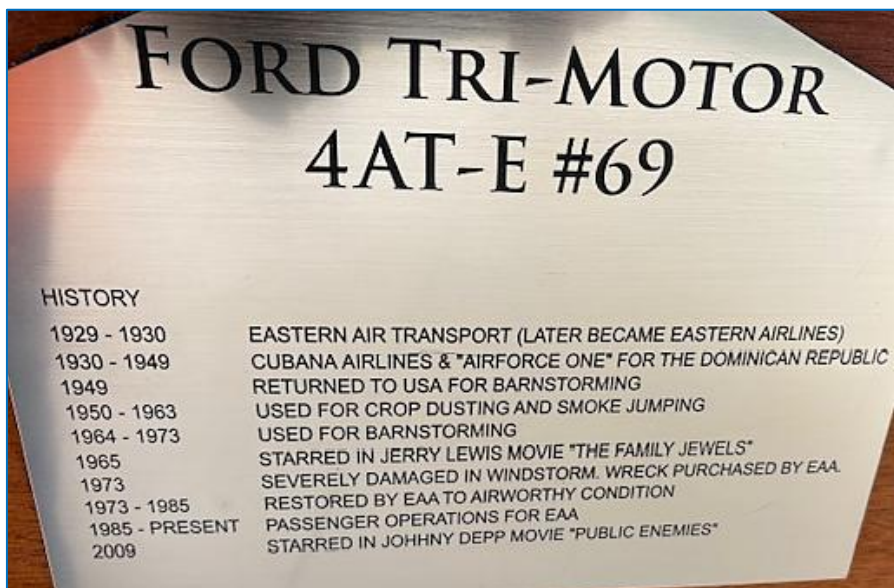 FORD TRI-MOTOR
4AT-E #69
HISTORY
1929 - 1930 EASTERN AIR TRANSPORT (LATER BECAME EASTERN AIRLINES)
1930 - 1949 CUBANA AIRLINES & "AIRFORCE ONE" FOR THE DOMINICAN REPUBLIC
1949 RETURNED TO USA FOR BARNSTORMING
1950 - 1963 USED FOR CROP DUSTING AND SMOKE JUMPING
1964 - 1973 USED FOR BARNSTORMING
1965 STARRED IN JERRY LEWIS MOVIE "THE FAMILY JEWELS"
1973 SEVERELY DAMAGED IN WINDSTORM. WRECK PURCHASED BY EAA.
1973 - 1985 RESTORED BY EAA TO AIRWORTHY CONDITION
1985 - PRESENT PASSENGER OPERATIONS FOR EAA
2009 STARRED IN JOHHNY DEPP MOVIE "PUBLIC ENEMIES"